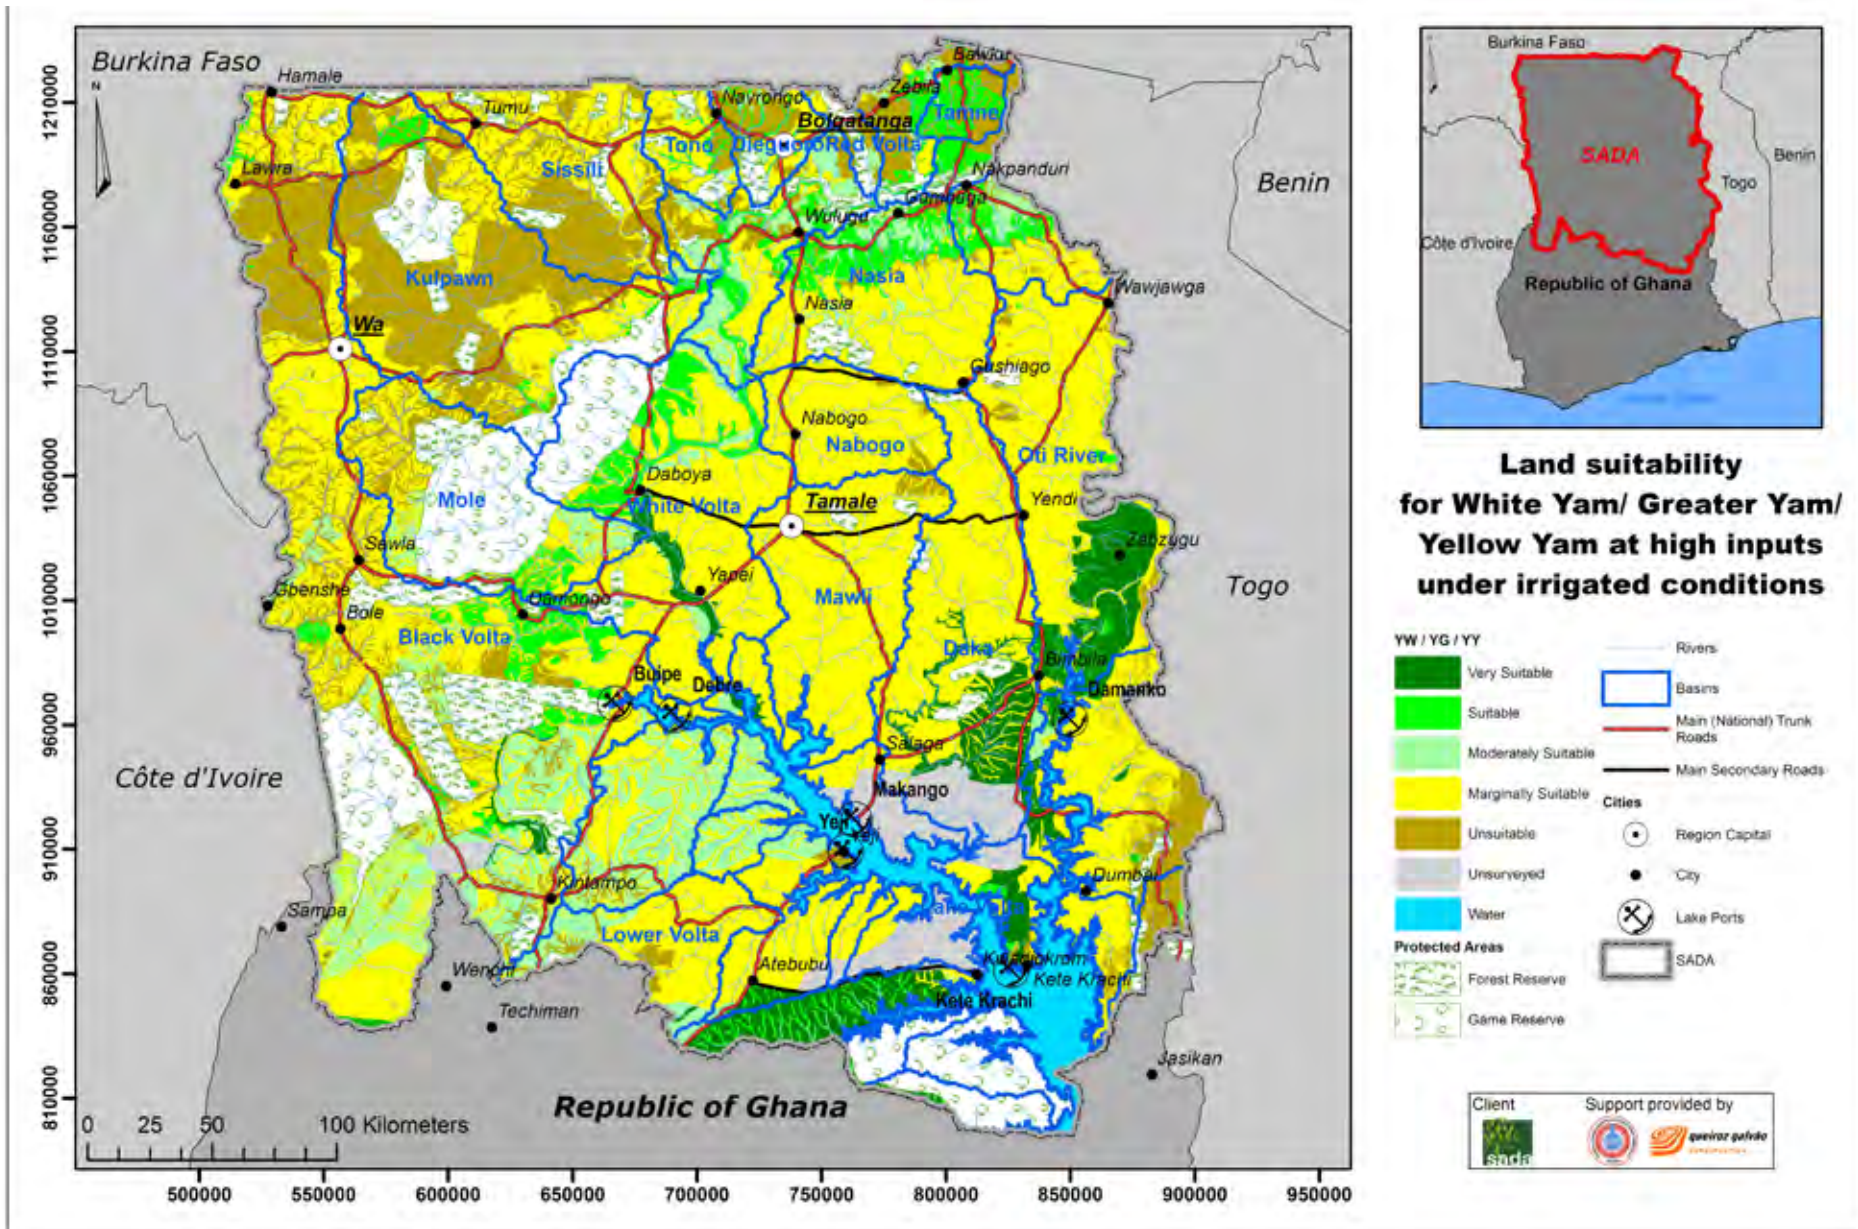 Burkina Faso
N
Hamale
Bawku
Zebila
Tumu
Navrongo
Bolgatanga
Tamne
Tono
Red Volta
Sissili
Lawra
Nakpanduri
Gambaga
Wulugu
Benin
Kulpawn
Nasia
Nasia
Wawjawga
Wa
Gushiago
Nabogo
Nabogo
Oti River
Daboya
Mole
White Volta
Tamale
Yendi
Sawla
Zabzugu
Togo
Yapei
Gbenshe
Damongo
Mawli
Bole
Black Volta
Daka
Bimbila
Buipe
Debre
Damanko
Salaga
Côte d'Ivoire
Makango
Yeji
Yeji
Kintampo
Dumbai
Sampa
Lake Volta
Lower Volta
Wenchi
Atebubu
Kwadjokrom
Kete Krachi
Kete Krachi
Techiman
Jasikan
Republic of Ghana
0 25 50 100 Kilometers
1210000
1160000
1110000
1060000
1010000
960000
910000
860000
810000
500000 550000 600000 650000 700000 750000 800000 850000 900000 950000
Burkina Faso
SADA
Benin
Togo
Côte d'Ivoire
Republic of Ghana
Land suitability
for White Yam/ Greater Yam/
Yellow Yam at high inputs
under irrigated conditions
YW / YG / YY
Very Suitable
Suitable
Moderately Suitable
Marginally Suitable
Unsuitable
Unsurveyed
Water
Protected Areas
Forest Reserve
Game Reserve
Rivers
Basins
Main (National) Trunk
Roads
Main Secondary Roads
Cities
Region Capital
City
Lake Ports
SADA
Client
Support provided by
sada
queiroz galvão